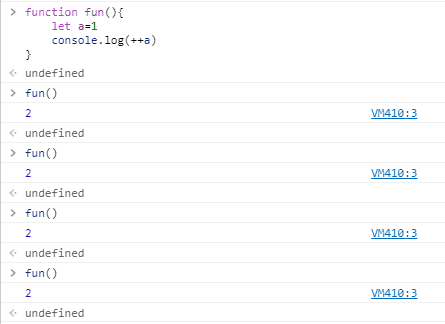 > function fun(){
let a=1
console.log(++a)
}
<· undefined
> fun()
2 VM410:3
<· undefined
> fun()
2 VM410:3
<· undefined
> fun()
2 VM410:3
<· undefined
> fun()
2 VM410:3
<· undefined